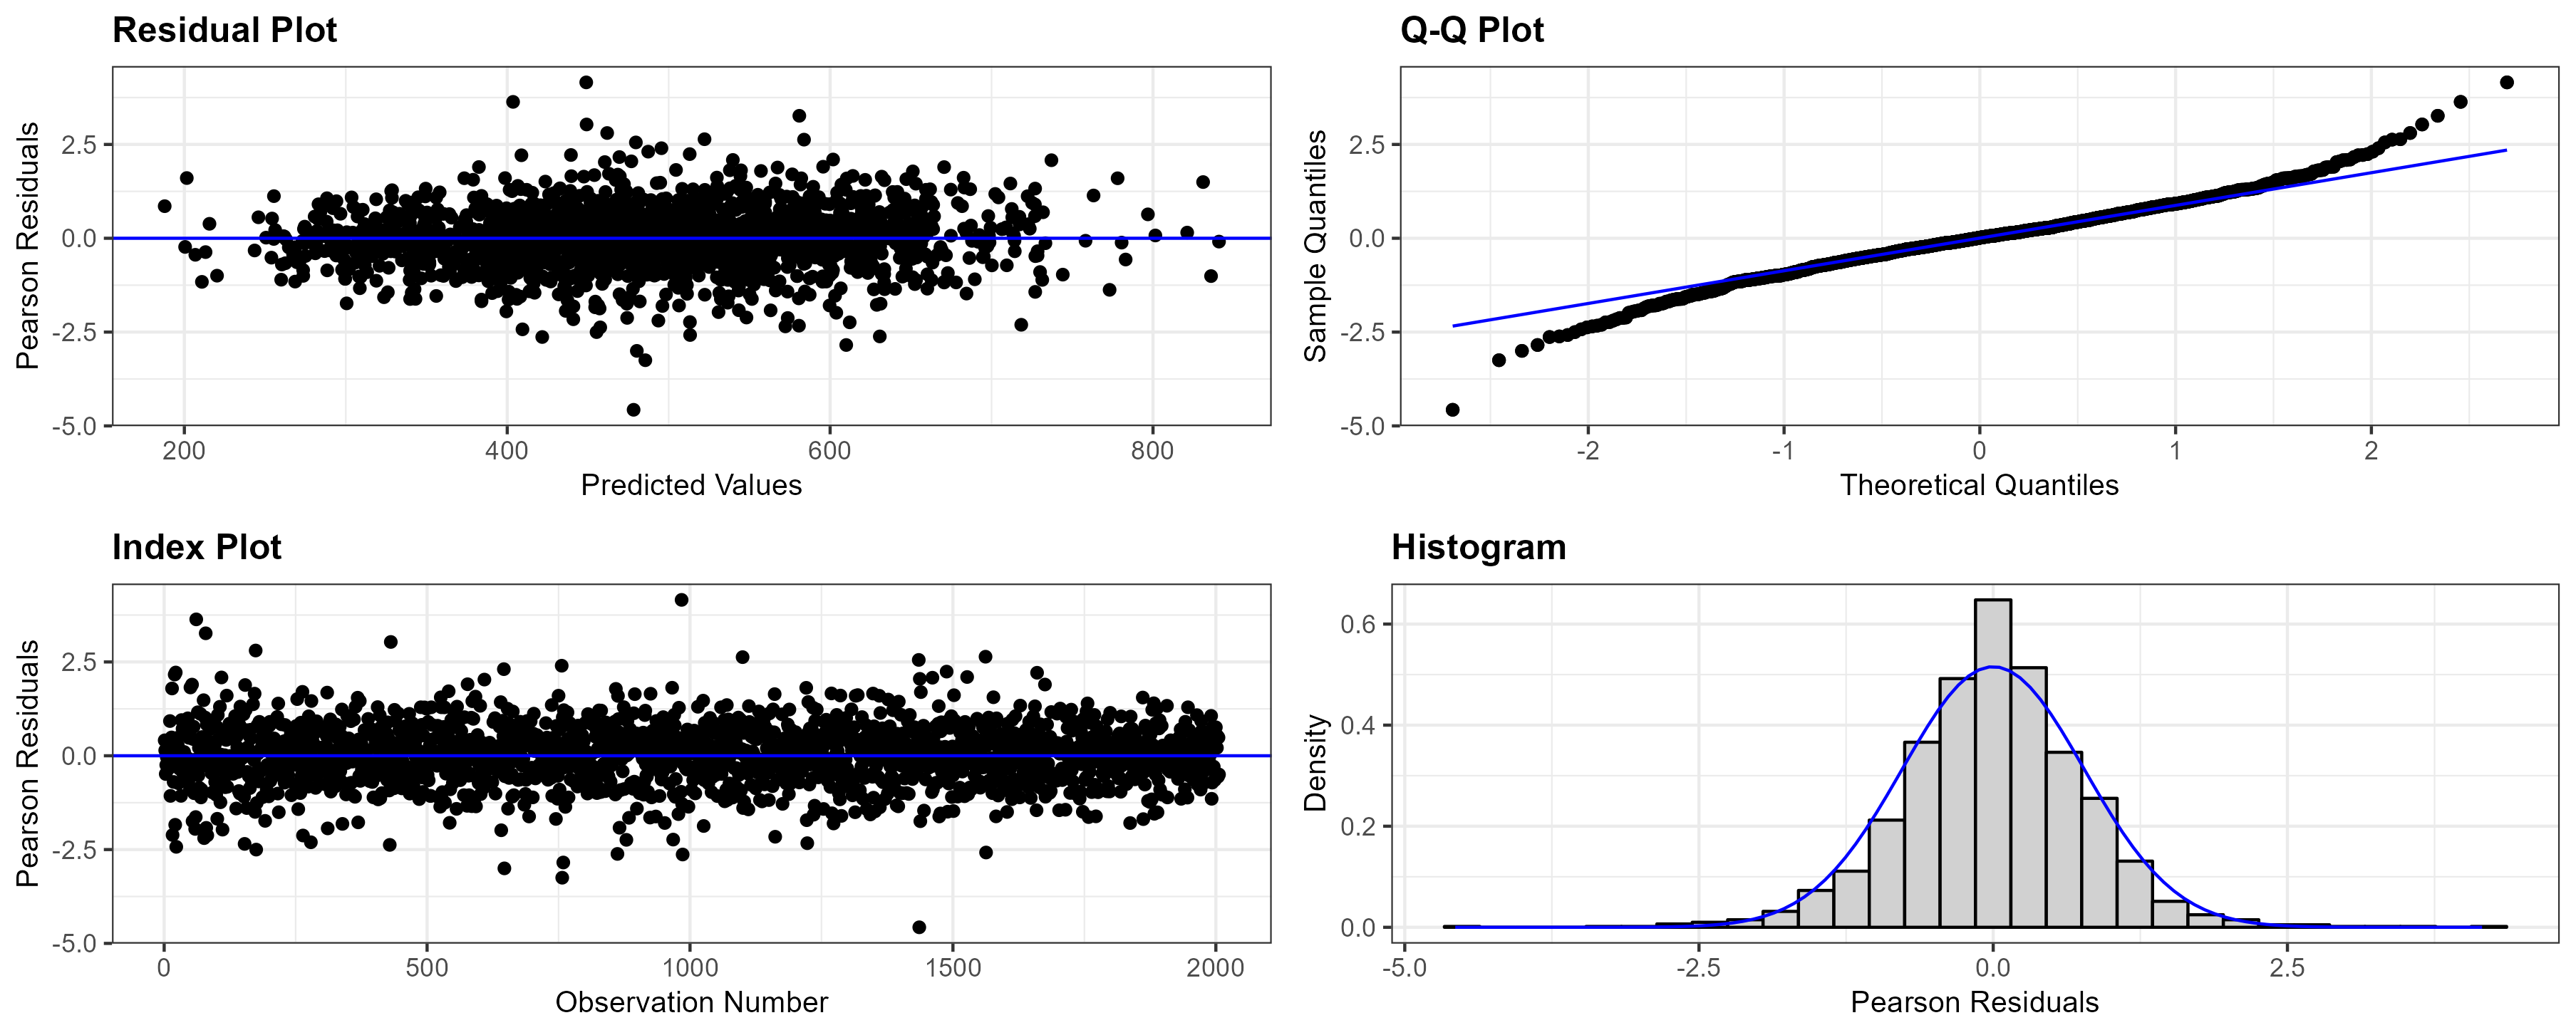 Residual Plot
Pearson Residuals
2.5
0.0
-2.5
-5.0
200 400 600 800
Predicted Values
Q-Q Plot
Sample Quantiles
2.5
0.0
-2.5
-5.0
-2 -1 0 1 2
Theoretical Quantiles
Index Plot
Pearson Residuals
2.5
0.0
-2.5
-5.0
0 500 1000 1500 2000
Observation Number
Histogram
Density
0.6
0.4
0.2
0.0
-5.0 -2.5 0.0 2.5
Pearson Residuals